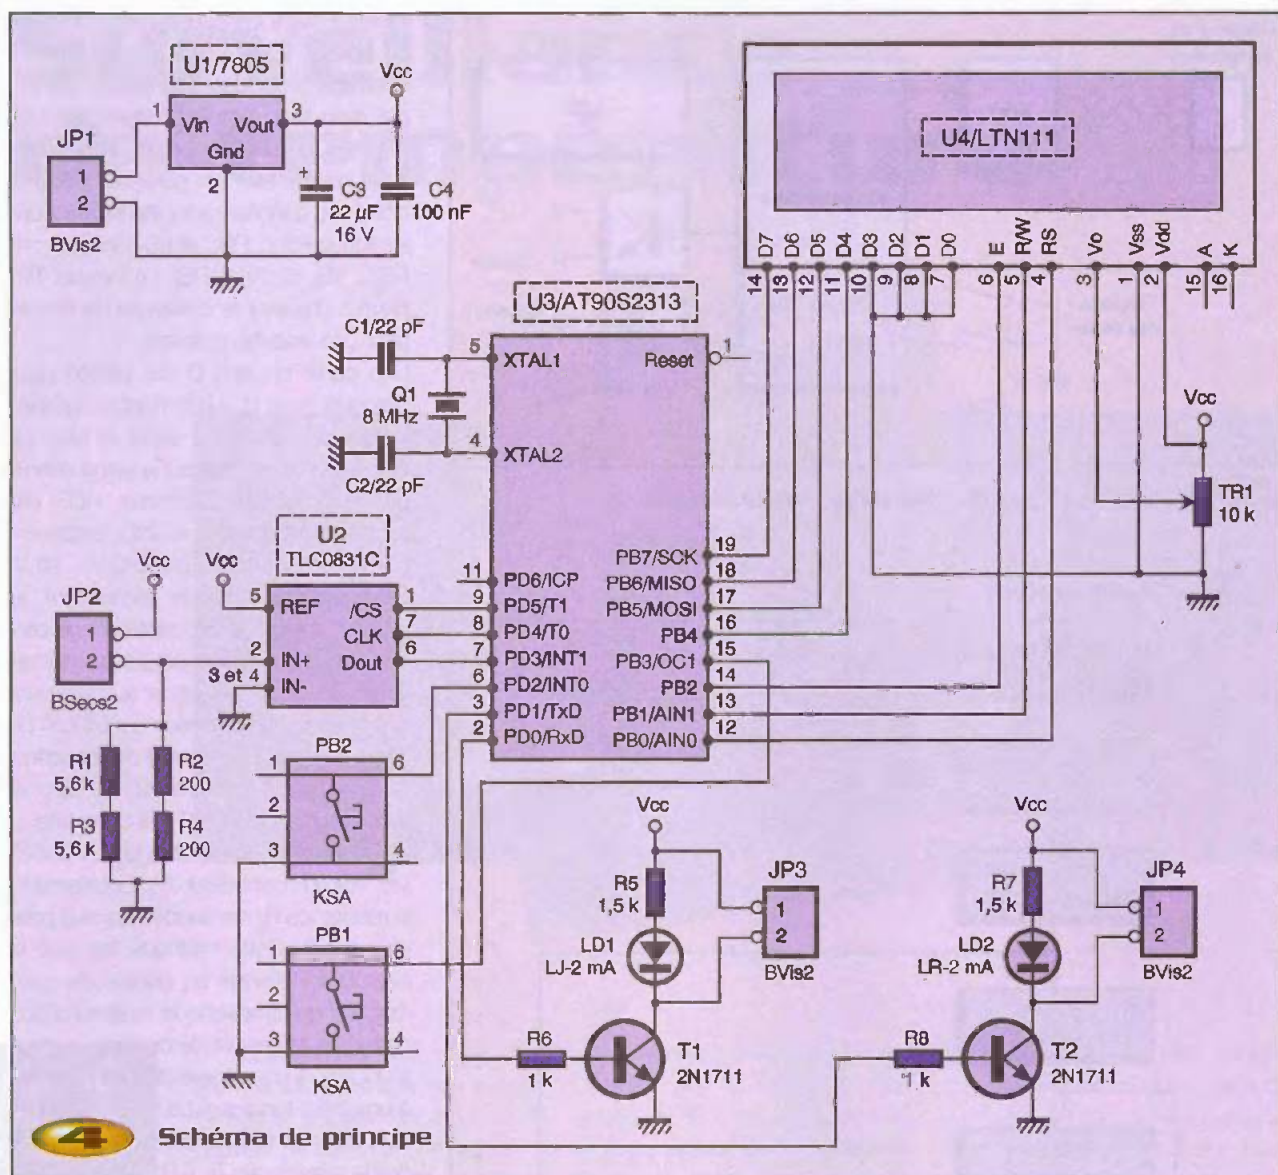 U1/7805
Vcc
1
3
Vin
Vout
Gnd
2
JP1
1
2
BVis2
+
C3
22 µF
16 V
C4
100 nF
U4/LTN111
D7
D6
D5
D4
D3
D2
D1
D0
E
R/W
RS
Vo
Vss
Vdd
A
K
14
13
12
11
10
9
8
7
6
5
4
3
1
2
15
16
U3/AT90S2313
C1/22 pF
5
XTAL1
Reset
1
Q1
8 MHz
4
XTAL2
C2/22 pF
Vcc
TR1
10 k
U2
TLC0831C
Vcc
Vcc
JP2
1
2
BSecs2
5
REF
/CS
1
CLK
7
2
IN+
Dout
6
3 et 4
IN-
11
PD6/ICP
9
PD5/T1
8
PD4/T0
7
PD3/INT1
6
PD2/INT0
3
PD1/TxD
2
PD0/RxD
PB7/SCK
19
PB6/MISO
18
PB5/MOSI
17
PB4
16
PB3/OC1
15
PB2
14
PB1/AIN1
13
PB0/AIN0
12
R1
5,6 k
R2
200
R3
5,6 k
R4
200
PB2
1
6
2
3
4
KSA
PB1
1
6
2
3
4
KSA
Vcc
R5
1,5 k
JP3
1
2
BVis2
LD1
LJ-2 mA
R6
1 k
T1
2N1711
Vcc
R7
1,5 k
JP4
1
2
BVis2
LD2
LR-2 mA
R8
1 k
T2
2N1711
4
Schéma de principe